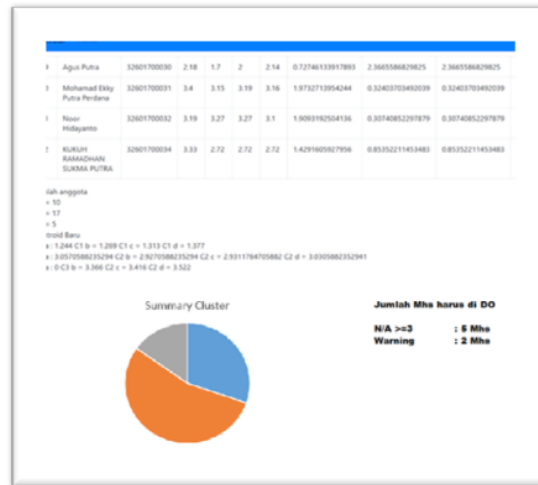 Agus Putra 32601700030 2.18 1.7 2 2.14 0.72746133917893 2.3665586829825 2.3665586829825
Mohamad Ekky 32601700031 3.4 3.15 3.19 3.16 1.9732713954244 0.32403703492039 0.32403703492039
Putra Perdana
Noor 32601700032 3.19 3.27 3.27 3.1 1.9093192504136 0.30740852297879 0.30740852297879
Hidayanto
KUKUH 32601700034 3.33 2.72 2.72 2.72 1.4291605927956 0.85352211453483 0.85352211453483
RAMADHAN
SUKMA PUTRA
lah anggota
= 10
= 17
= 5
troid Baru
a : 1.244 C1 b = 1.269 C1 c = 1.313 C1 d = 1.377
a : 3.0570588235294 C2 b = 2.9270588235294 C2 c = 2.9311764705882 C2 d = 3.0305882352941
a : 0 C3 b = 3.366 C2 c = 3.416 C2 d = 3.522
Summary Cluster
Jumlah Mhs harus di DO
N/A >=3 : 5 Mhs
Warning : 2 Mhs